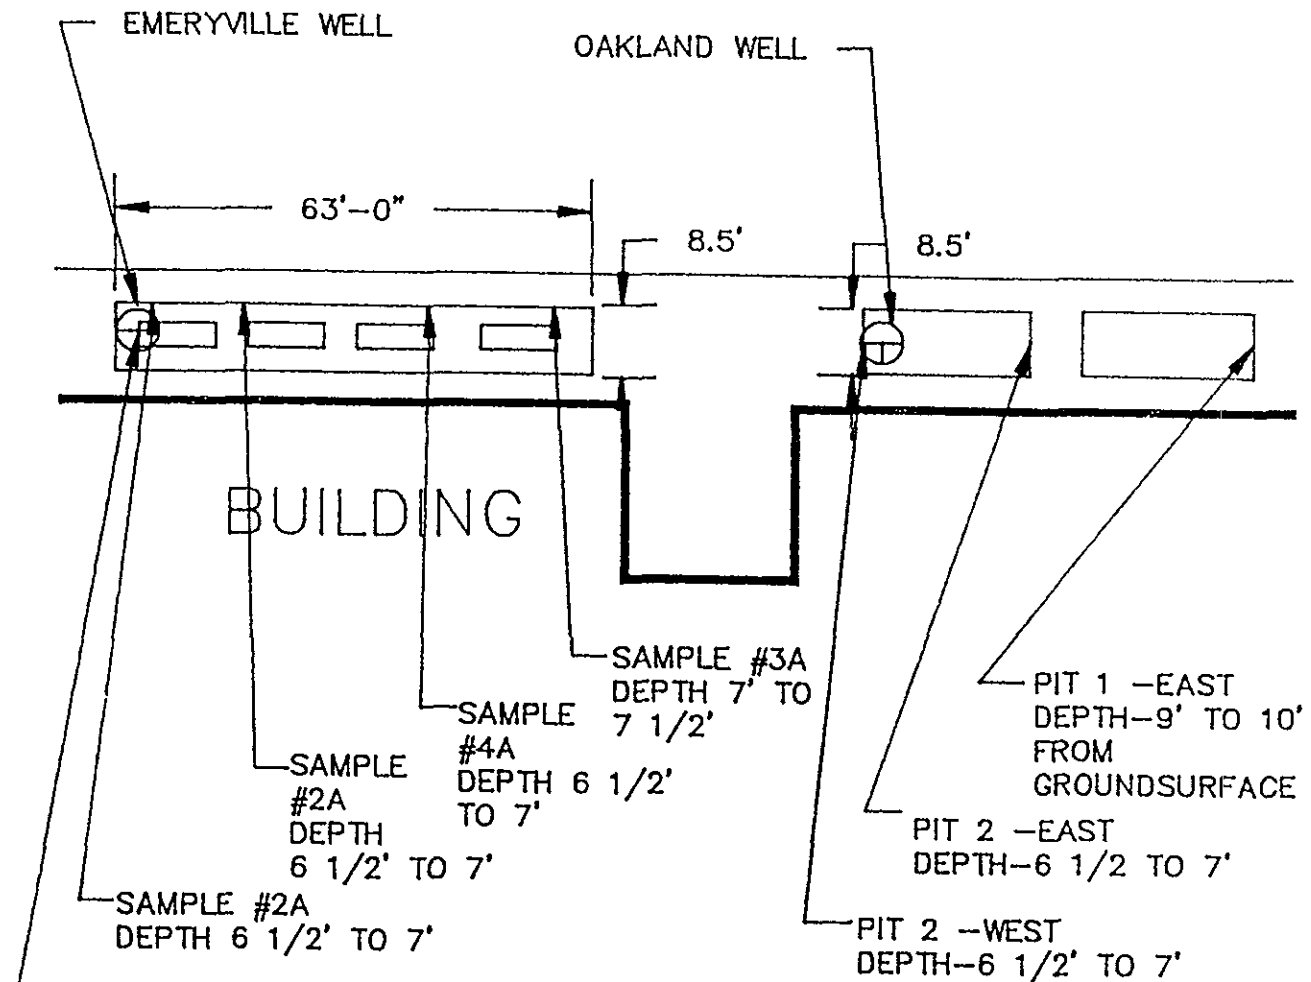 EMERYVILLE WELL
OAKLAND WELL
63'-0"
8.5'
8.5'
BUILDING
SAMPLE #3A
DEPTH 7' TO
7 1/2'
SAMPLE
#4A
DEPTH 6 1/2'
TO 7'
SAMPLE
#2A
DEPTH
6 1/2' TO 7'
SAMPLE #2A
DEPTH 6 1/2' TO 7'
PIT 1 -EAST
DEPTH-9' TO 10'
FROM
GROUNDSURFACE
PIT 2 -EAST
DEPTH-6 1/2 TO 7'
PIT 2 -WEST
DEPTH-6 1/2' TO 7'